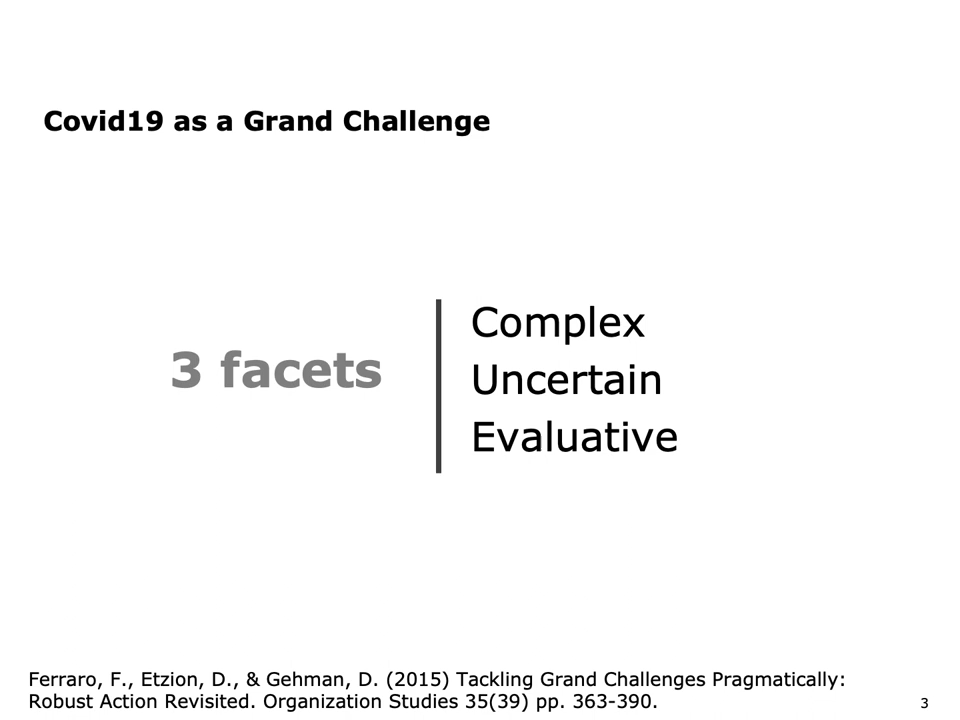 Covid19 as a Grand Challenge
3 facets
Complex
Uncertain
Evaluative
Ferraro, F., Etzion, D., & Gehman, D. (2015) Tackling Grand Challenges Pragmatically:
Robust Action Revisited. Organization Studies 35(39) pp. 363-390.
3